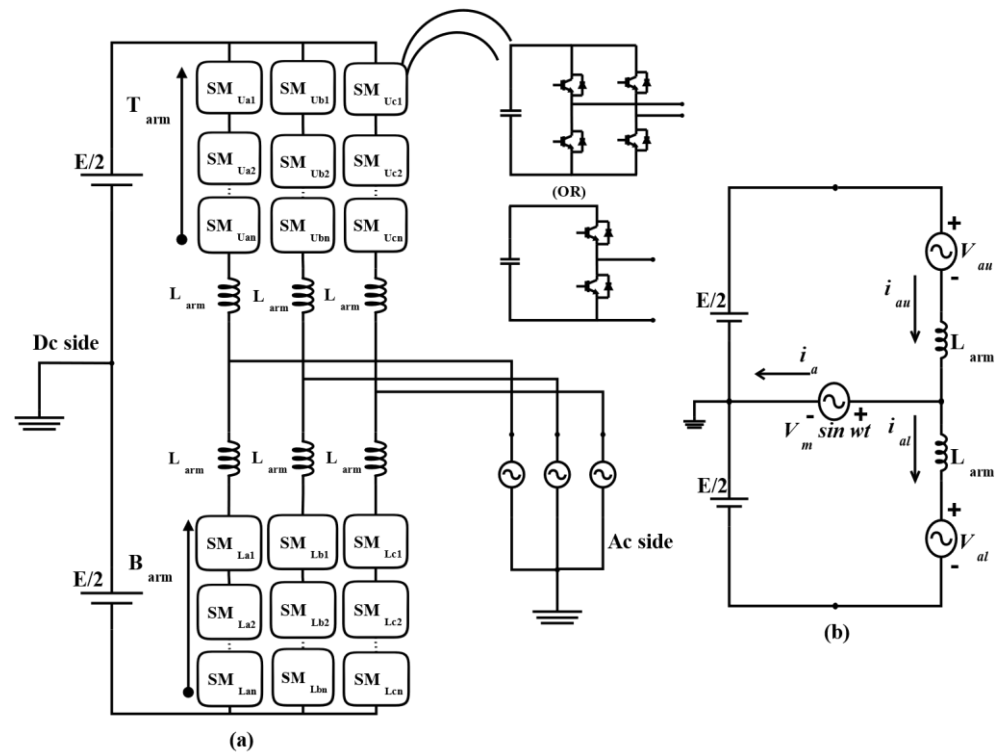 T arm
E/2
Dc side
E/2
B arm
SM Ua1
SM Ub1
SM Uc1
SM Ua2
SM Ub2
SM Uc2
SM Uan
SM Ubn
SM Ucn
L arm
L arm
L arm
L arm
L arm
L arm
SM La1
SM Lb1
SM Lc1
SM La2
SM Lb2
SM Lc2
SM Lan
SM Lbn
SM Lcn
(OR)
Ac side
(a)
E/2
E/2
+
V au
-
i au
L arm
i a
- +
V m sin wt
i al
L arm
+
V al
-
(b)